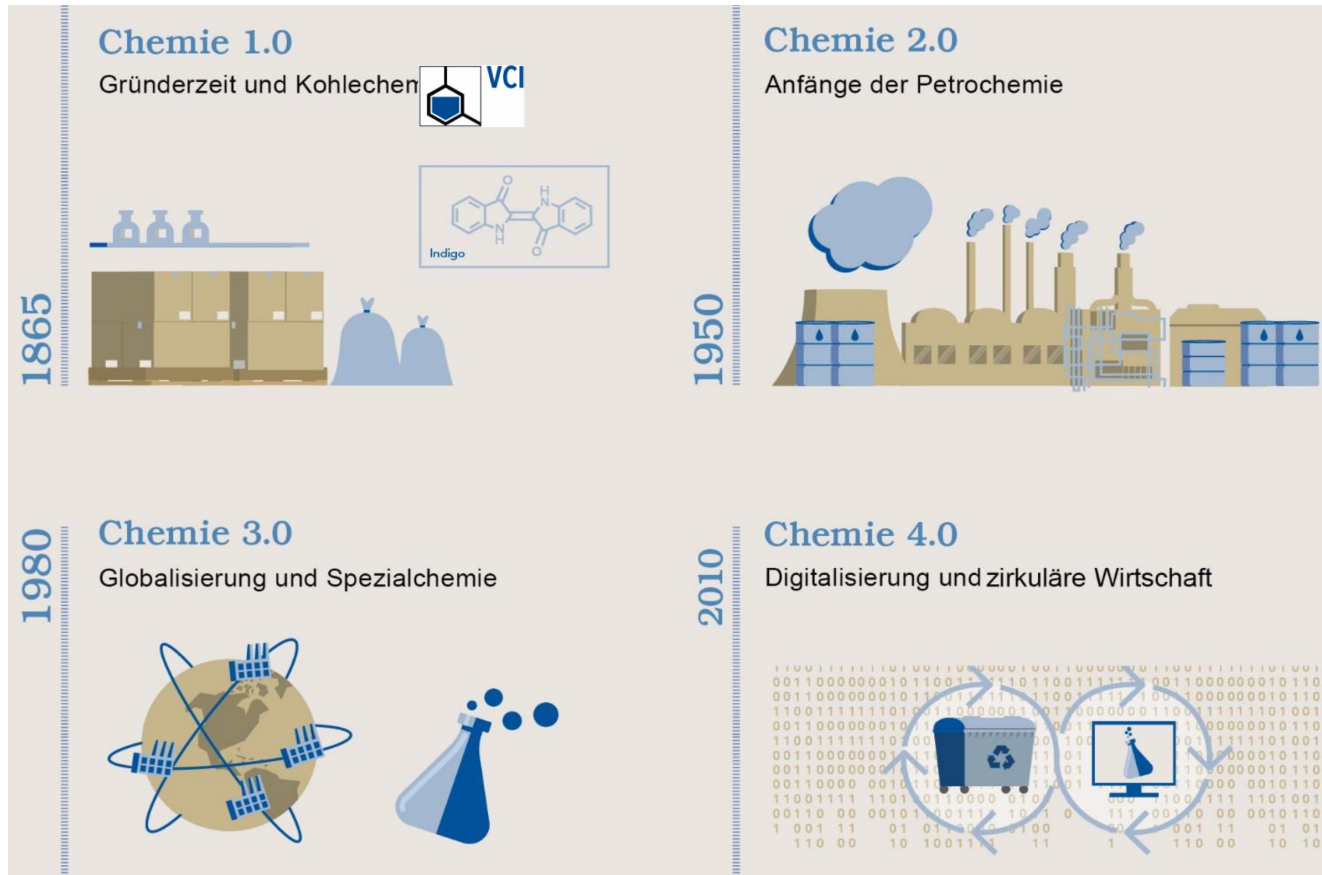 Chemie 1.0
Gründerzeit und Kohlechem
VCI
O
H
N
N
H
O
Indigo
1865
Chemie 2.0
Anfänge der Petrochemie
1950
Chemie 3.0
Globalisierung und Spezialchemie
1980
Chemie 4.0
Digitalisierung und zirkuläre Wirtschaft
2010